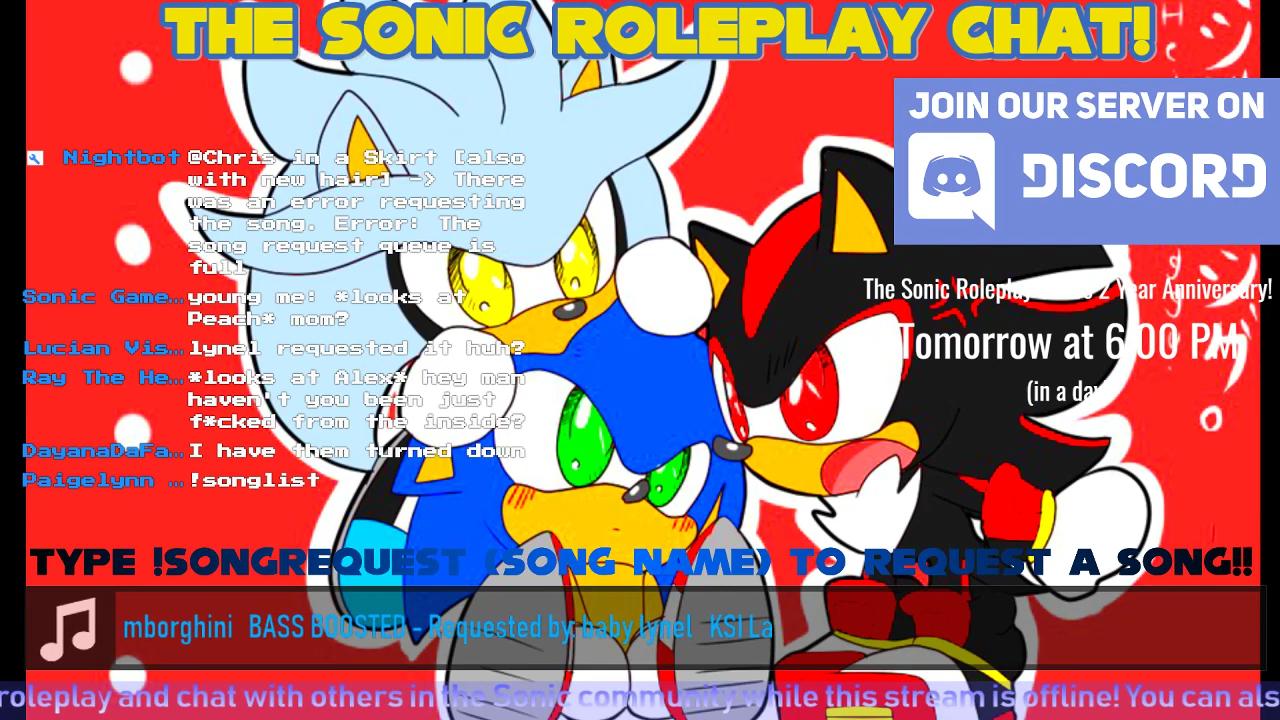 THE SONIC ROLEPLAY CHAT!
JOIN OUR SERVER ON
DISCORD
Nightbot @Chris in a Skirt [also
with new hair] -> There
was an error requesting
the song. Error: The
song request queue is
full
Sonic Game... young me: *looks at
Peach* mom?
Lucian Vis... lynel requested it huh?
Ray The He... *looks at Alex* hey man
haven't you been just
f*cked from the inside?
DayanaDaFa... I have them turned down
Paigelynn ... !songlist
The Sonic Roleplay 2 Year Anniversary!
Tomorrow at 6:00 PM
(in a day
TYPE !SONGREQUEST (SONG NAME) TO REQUEST A SONG!!
mborghini BASS BOOSTED - Requested by: baby lynel KSI La
roleplay and chat with others in the Sonic community while this stream is offline! You can als